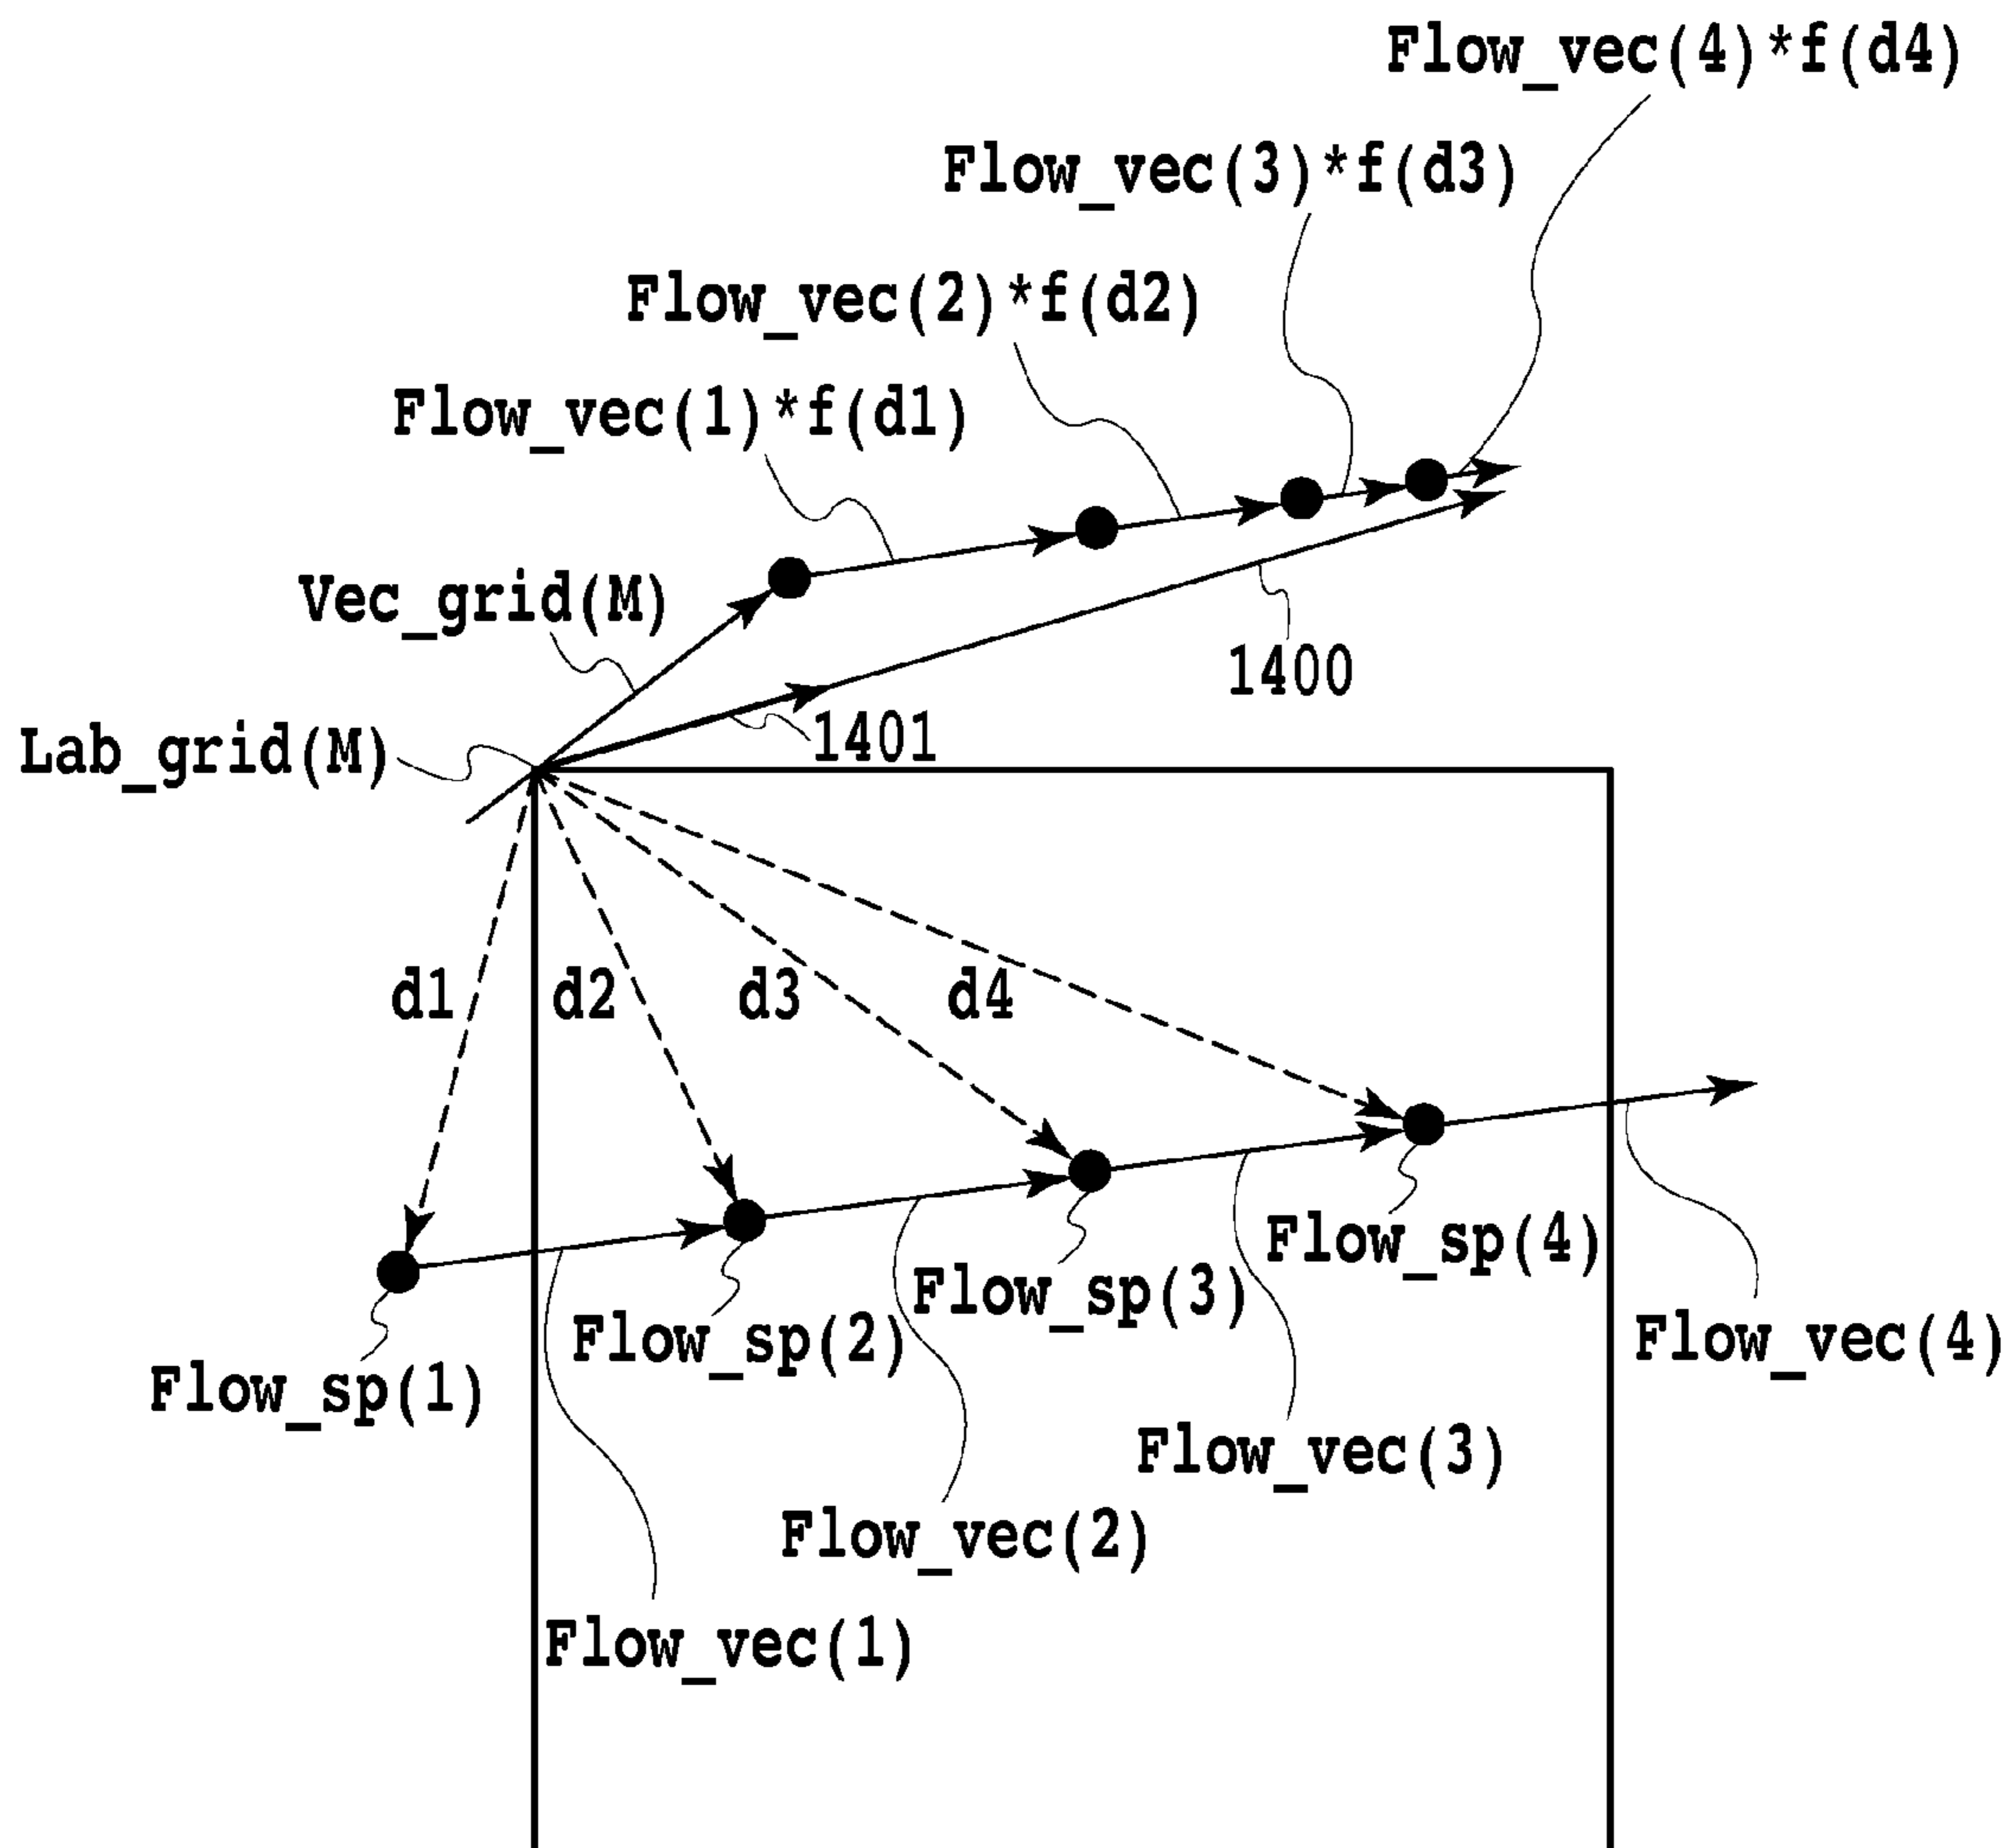 Flow_vec(4)*f(d4)
Flow_vec(3)*f(d3)
Flow_vec(2)*f(d2)
Flow_vec(1)*f(d1)
Vec_grid(M)
1400
1401
Lab_grid(M)
d1
d2
d3
d4
Flow_sp(4)
Flow_sp(3)
Flow_sp(2)
Flow_vec(4)
Flow_sp(1)
Flow_vec(3)
Flow_vec(2)
Flow_vec(1)